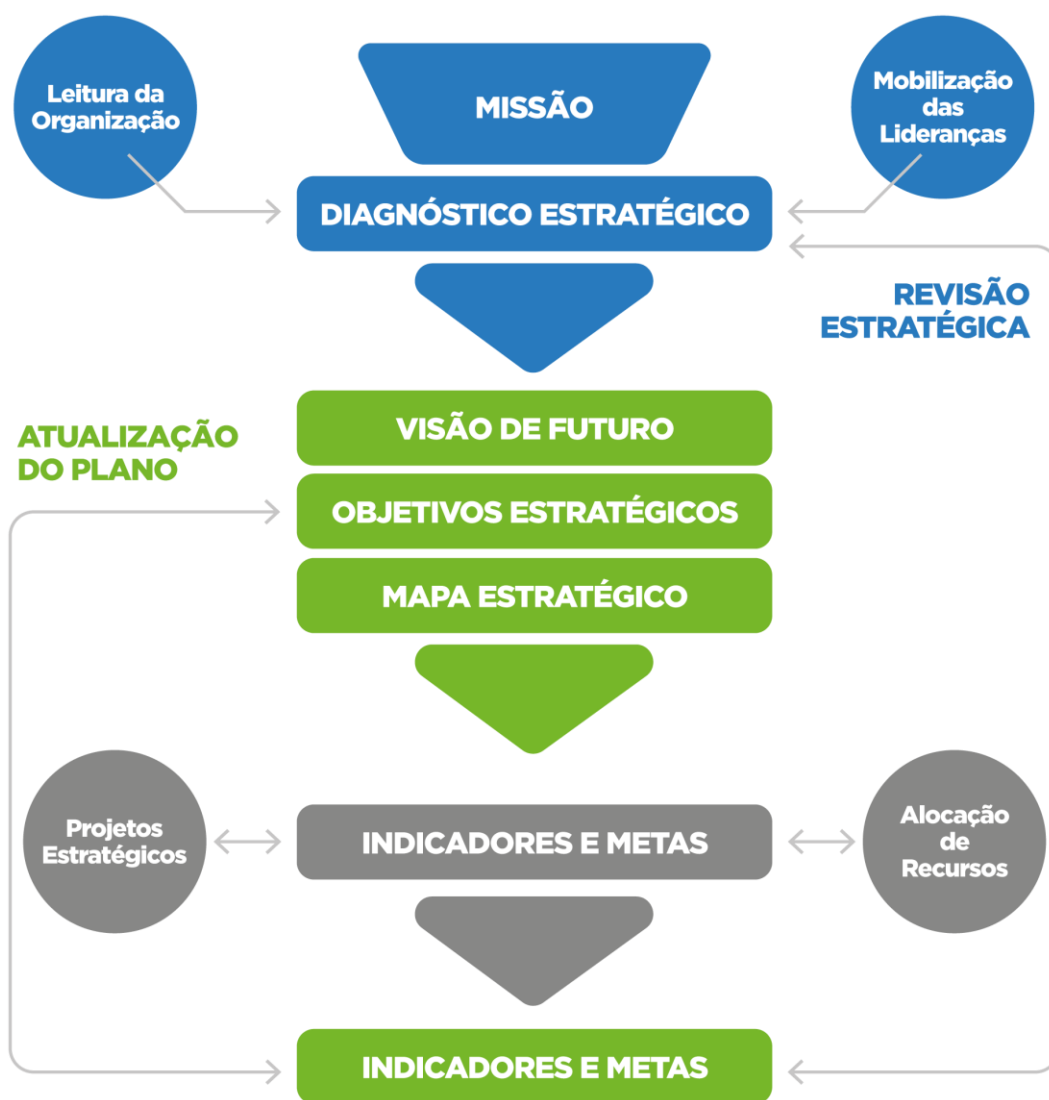 Leitura da
Organização
MISSÃO
Mobilização
das
Lideranças
DIAGNÓSTICO ESTRATÉGICO
REVISÃO
ESTRATÉGICA
VISÃO DE FUTURO
ATUALIZAÇÃO
DO PLANO
OBJETIVOS ESTRATÉGICOS
MAPA ESTRATÉGICO
Projetos
Estratégicos
INDICADORES E METAS
Alocação
de
Recursos
INDICADORES E METAS